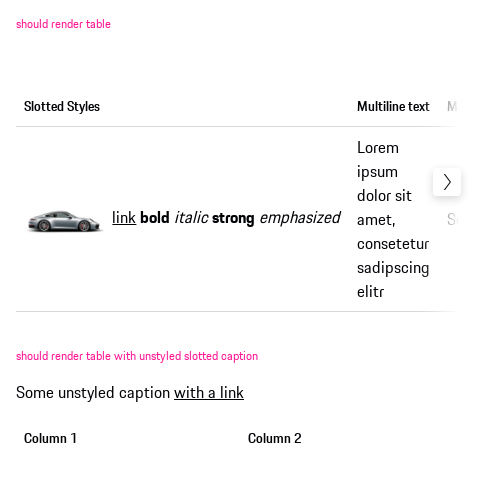 should render table
Slotted Styles Multiline text
link bold italic strong emphasized
Lorem
ipsum
dolor sit
amet,
consetetur
sadipscing
elitr
should render table with unstyled slotted caption
Some unstyled caption with a link
Column 1 Column 2